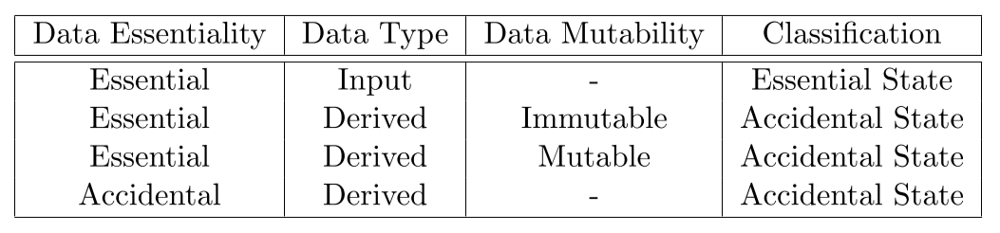 Data Essentiality Data Type Data Mutability Classification
Essential Input - Essential State
Essential Derived Immutable Accidental State
Essential Derived Mutable Accidental State
Accidental Derived - Accidental State